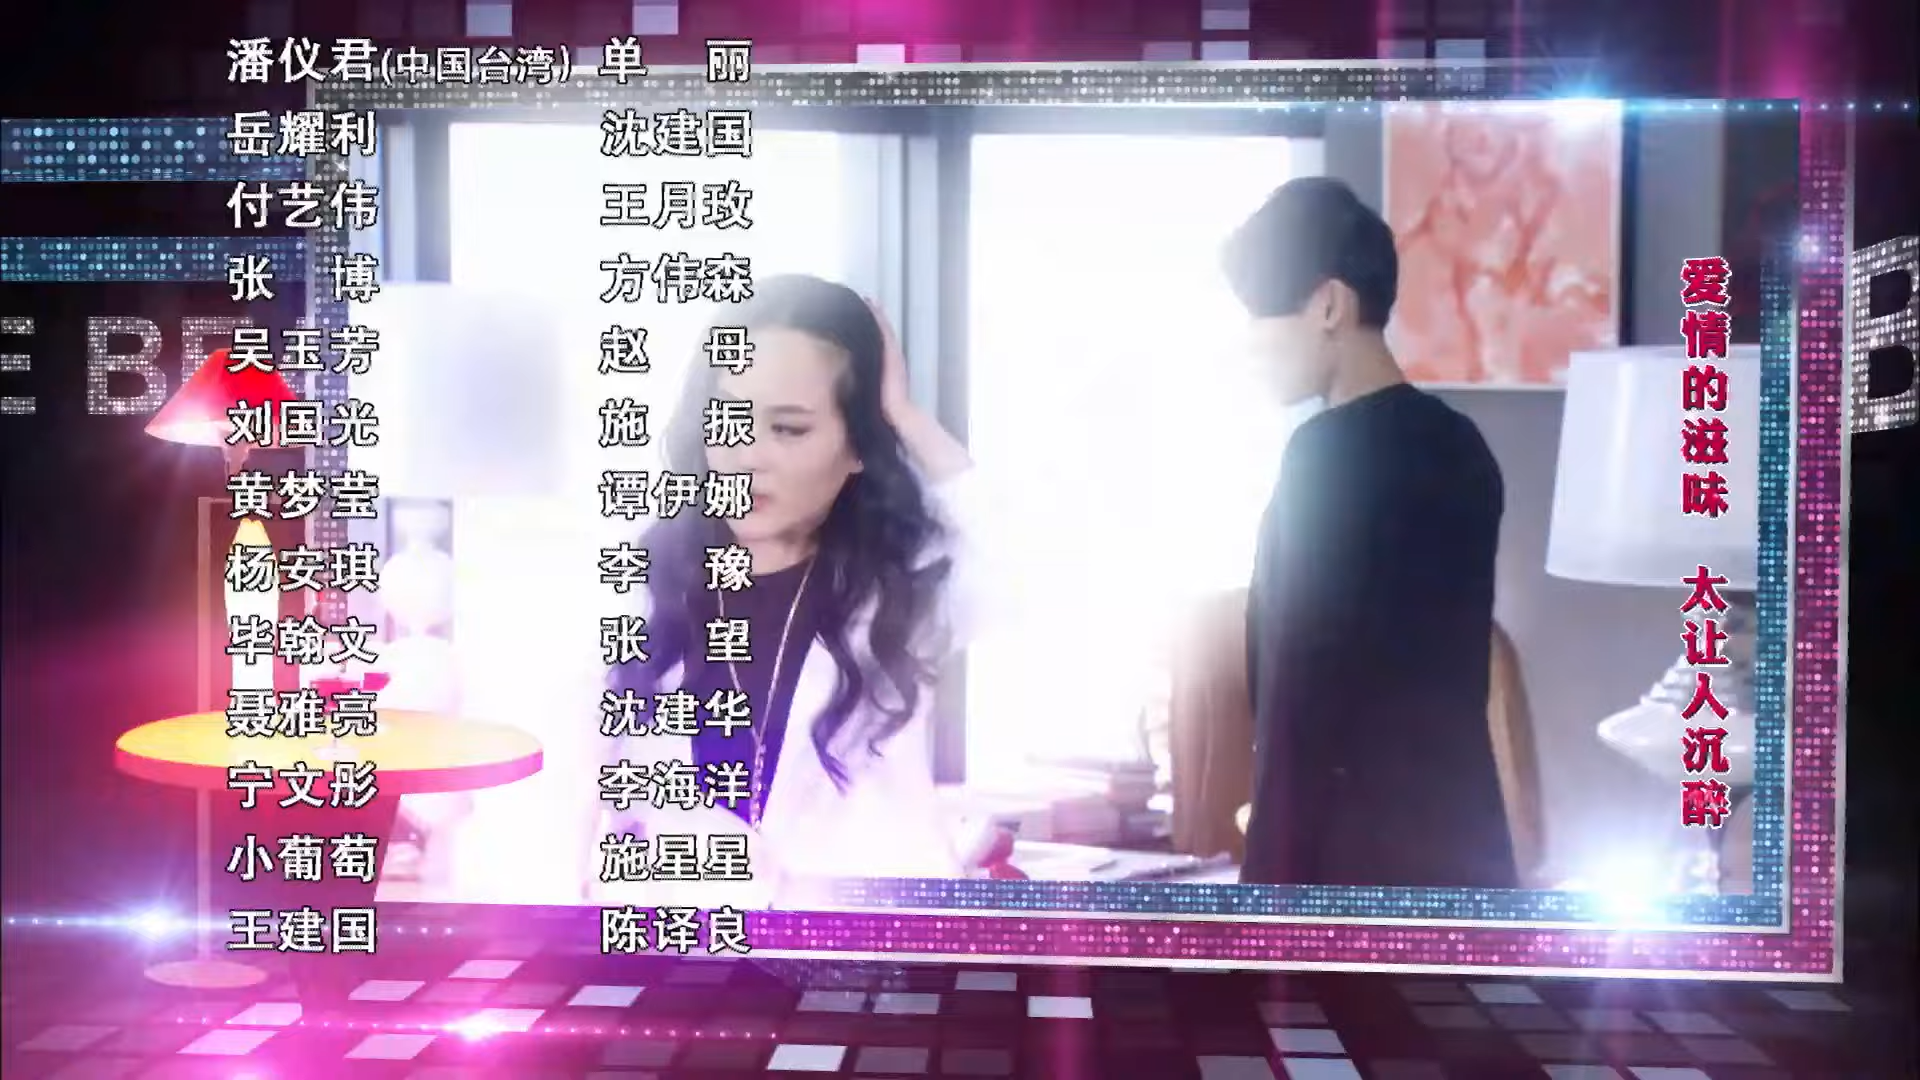 潘仪君(中国台湾) 单 丽
岳耀利 沈建国
付艺伟 王月玫
张 博 方伟森
吴玉芳 赵 母
刘国光 施 振
黄梦莹 谭伊娜
杨安琪 李 豫
毕翰文 张 望
聂雅亮 沈建华
宁文彤 李海洋
小葡萄 施星星
王建国 陈译良
爱情的滋味 太让人沉醉